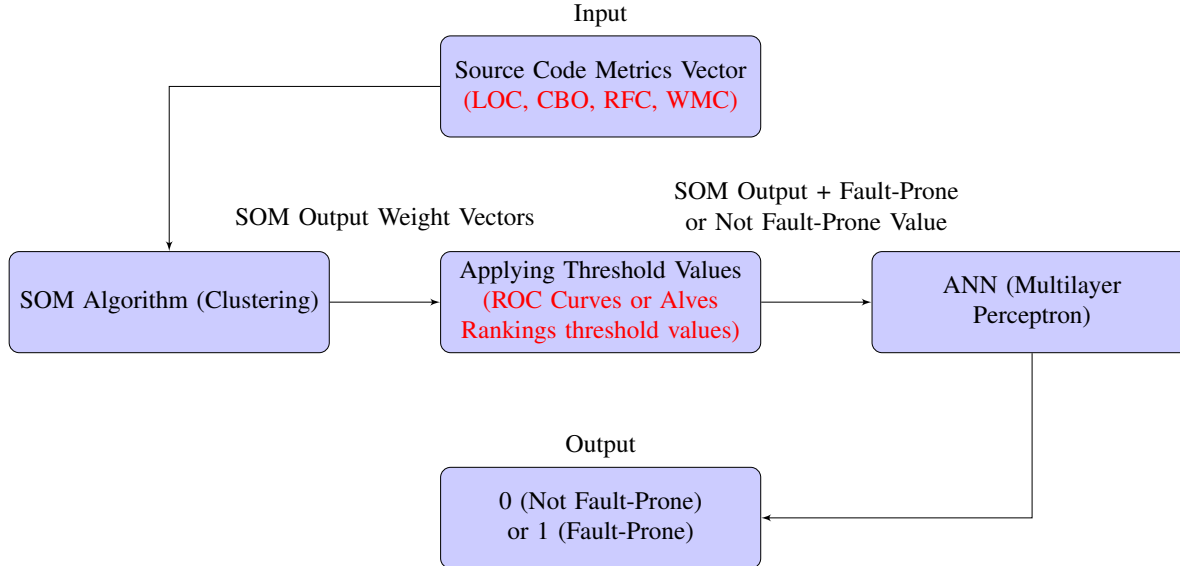 Input
Source Code Metrics Vector
(LOC, CBO, RFC, WMC)
SOM Output + Fault-Prone
or Not Fault-Prone Value
SOM Output Weight Vectors
SOM Algorithm (Clustering)
Applying Threshold Values
(ROC Curves or Alves
Rankings threshold values)
ANN (Multilayer
Perceptron)
Output
0 (Not Fault-Prone)
or 1 (Fault-Prone)